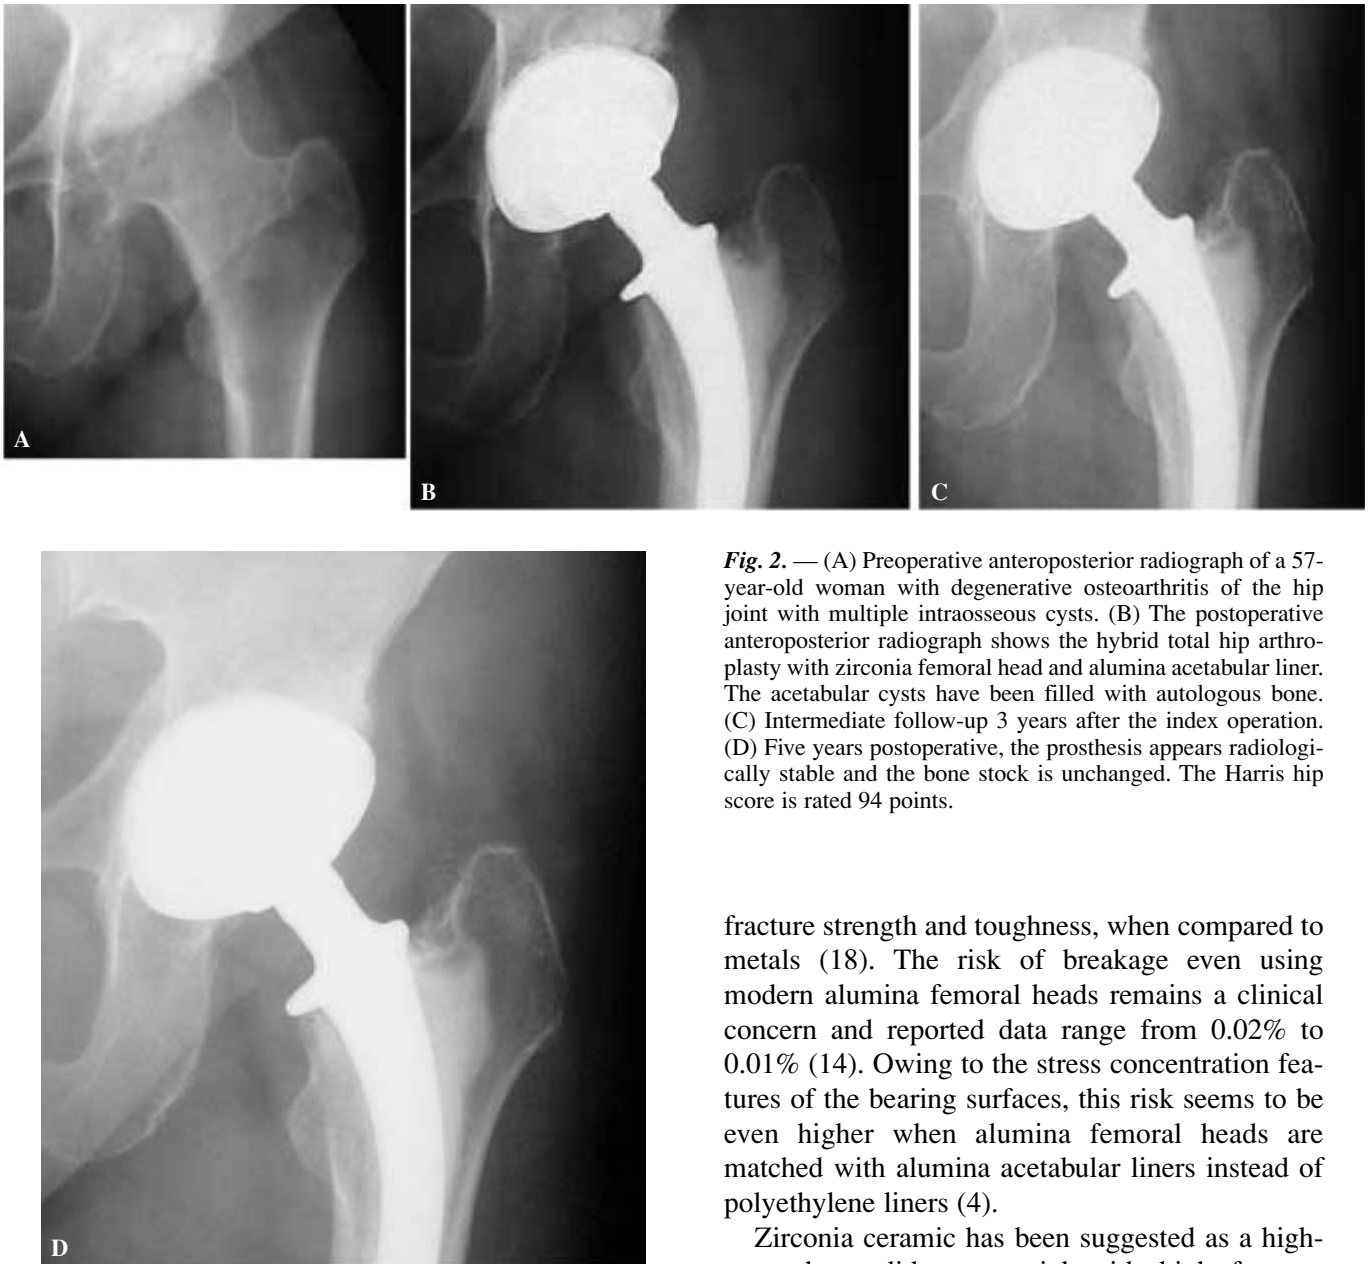 A
B
C
D
Fig. 2. — (A) Preoperative anteroposterior radiograph of a 57-
year-old woman with degenerative osteoarthritis of the hip
joint with multiple intraosseous cysts. (B) The postoperative
anteroposterior radiograph shows the hybrid total hip arthro-
plasty with zirconia femoral head and alumina acetabular liner.
The acetabular cysts have been filled with autologous bone.
(C) Intermediate follow-up 3 years after the index operation.
(D) Five years postoperative, the prosthesis appears radiologi-
cally stable and the bone stock is unchanged. The Harris hip
score is rated 94 points.
fracture strength and toughness, when compared to
metals (18). The risk of breakage even using
modern alumina femoral heads remains a clinical
concern and reported data range from 0.02% to
0.01% (14). Owing to the stress concentration fea-
tures of the bearing surfaces, this risk seems to be
even higher when alumina femoral heads are
matched with alumina acetabular liners instead of
polyethylene liners (4).
Zirconia ceramic has been suggested as a high-